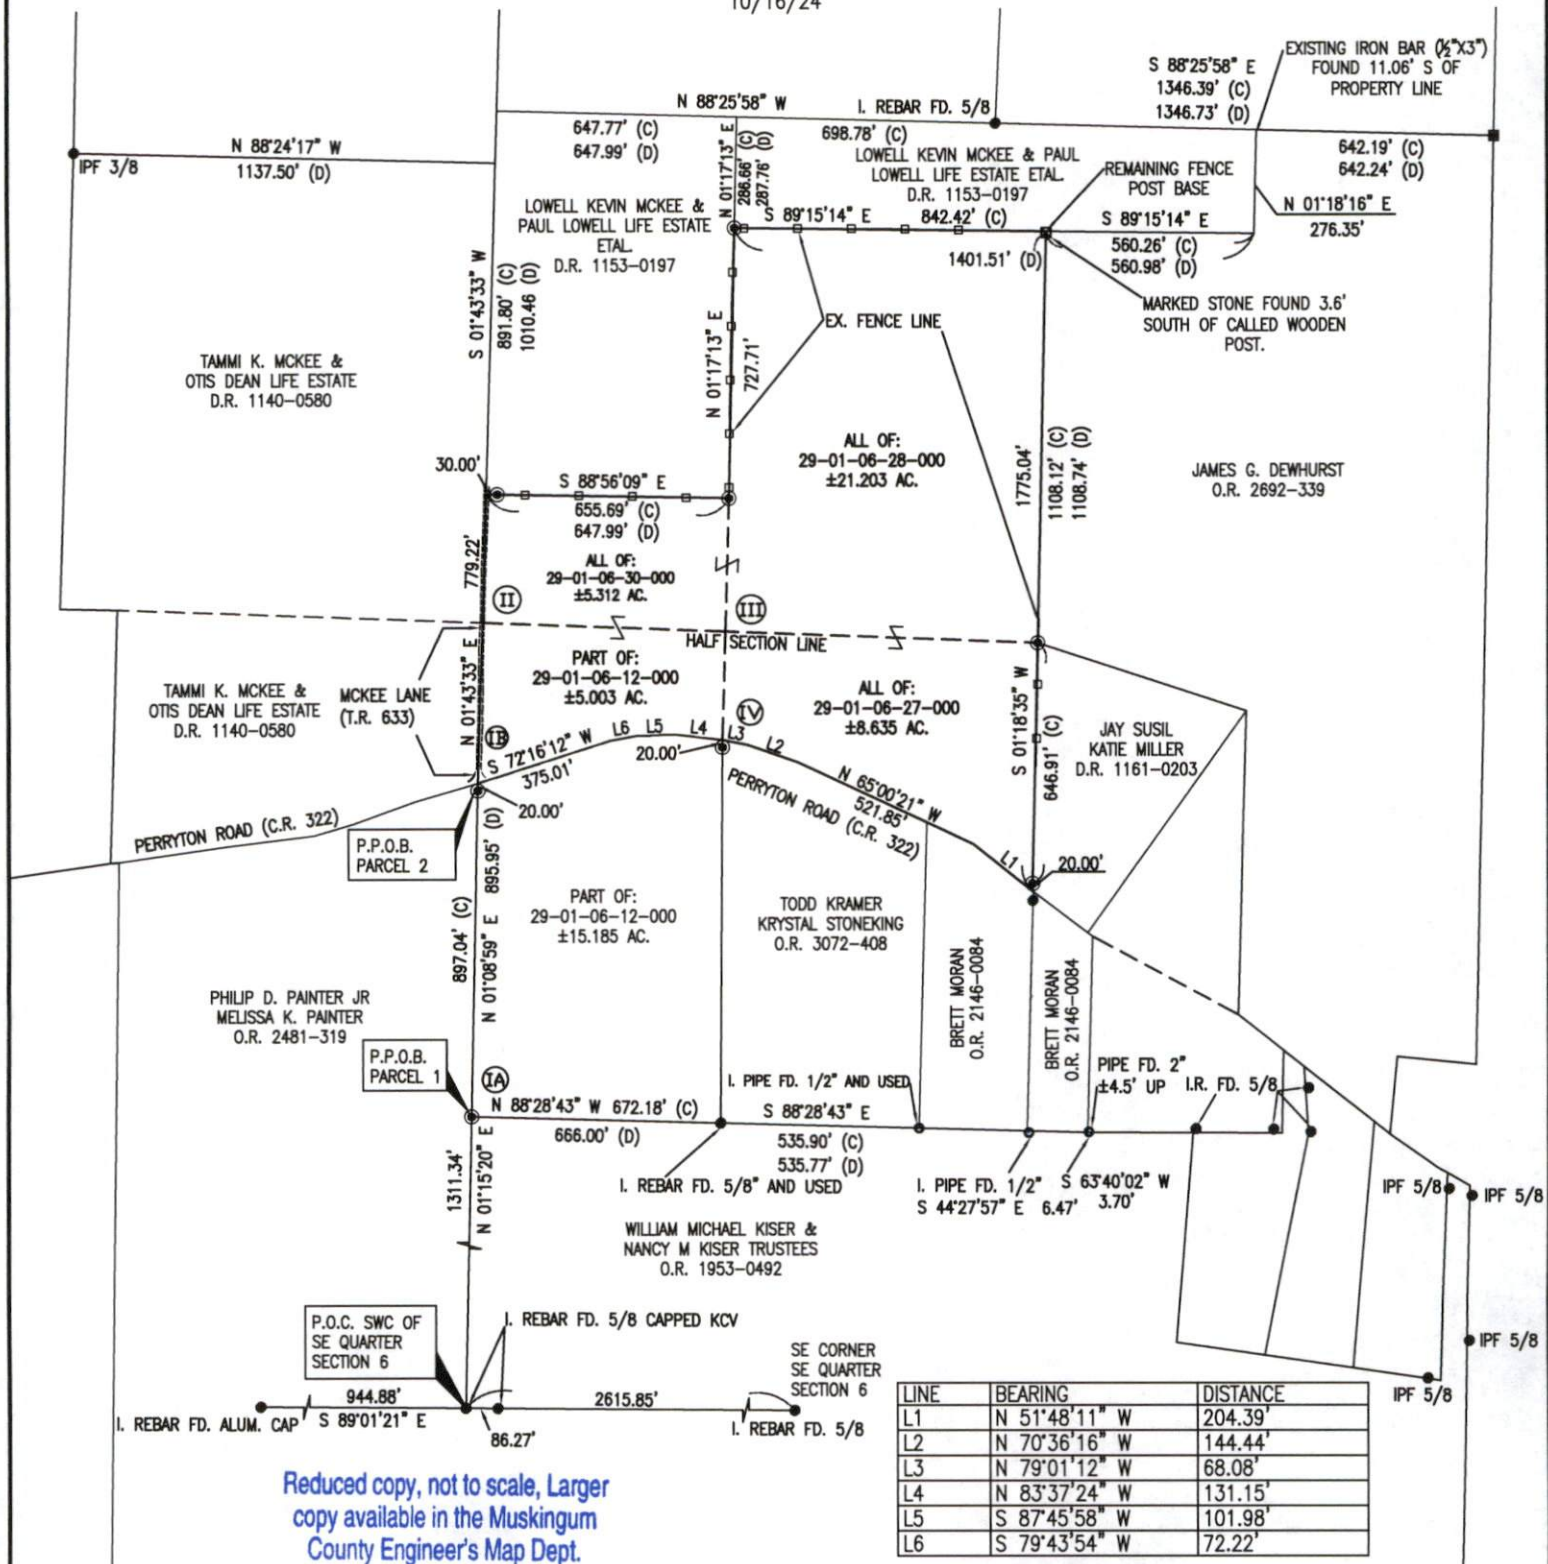 10/16/24
EXISTING IRON BAR (½"X3")
FOUND 11.06' S OF
PROPERTY LINE
S 88°25'58" E
1346.39' (C)
1346.73' (D)
N 88°25'58" W
I. REBAR FD. 5/8
647.77' (C)
647.99' (D)
698.78' (C)
642.19' (C)
642.24' (D)
N 88°24'17" W
1137.50' (D)
IPF 3/8
N 01°17'13" E
286.66' (C)
287.76' (D)
LOWELL KEVIN MCKEE & PAUL
LOWELL LIFE ESTATE ETAL.
D.R. 1153-0197
REMAINING FENCE
POST BASE
N 01°18'16" E
276.35'
LOWELL KEVIN MCKEE &
PAUL LOWELL LIFE ESTATE
ETAL.
D.R. 1153-0197
S 89°15'14" E
842.42' (C)
1401.51' (D)
S 89°15'14" E
560.26' (C)
560.98' (D)
MARKED STONE FOUND 3.6'
SOUTH OF CALLED WOODEN
POST.
S 01°43'33" W
891.80' (C)
1010.46 (D)
EX. FENCE LINE
N 01°17'13" E
727.71'
TAMMI K. MCKEE &
OTIS DEAN LIFE ESTATE
D.R. 1140-0580
ALL OF:
29-01-06-28-000
±21.203 AC.
1775.04'
1108.12' (C)
1108.74' (D)
JAMES G. DEWHURST
O.R. 2692-339
30.00'
S 88°56'09" E
655.69' (C)
647.99' (D)
779.22'
ALL OF:
29-01-06-30-000
±5.312 AC.
II
III
HALF SECTION LINE
PART OF:
29-01-06-12-000
±5.003 AC.
ALL OF:
29-01-06-27-000
±8.635 AC.
TAMMI K. MCKEE &
OTIS DEAN LIFE ESTATE
D.R. 1140-0580
MCKEE LANE
(T.R. 633)
N 01°43'33" E
IB
IV
S 72°16'12" W
375.01'
L6
L5
L4
L3
L2
20.00'
20.00'
N 65°00'21" W
521.85'
PERRYTON ROAD (C.R. 322)
S 01°18'35" W
646.91' (C)
JAY SUSIL
KATIE MILLER
D.R. 1161-0203
L1
20.00'
PERRYTON ROAD (C.R. 322)
P.P.O.B.
PARCEL 2
897.04' (C)
N 01°08'59" E 895.95' (D)
PART OF:
29-01-06-12-000
±15.185 AC.
TODD KRAMER
KRYSTAL STONEKING
O.R. 3072-408
BRETT MORAN
O.R. 2146-0084
BRETT MORAN
O.R. 2146-0084
PHILIP D. PAINTER JR
MELISSA K. PAINTER
O.R. 2481-319
P.P.O.B.
PARCEL 1
IA
I. PIPE FD. 1/2" AND USED
PIPE FD. 2"
±4.5' UP
I.R. FD. 5/8
N 88°28'43" W 672.18' (C)
666.00' (D)
S 88°28'43" E
535.90' (C)
535.77' (D)
I. REBAR FD. 5/8" AND USED
I. PIPE FD. 1/2"
S 44°27'57" E 6.47'
S 63°40'02" W
3.70'
IPF 5/8
IPF 5/8
1311.34'
N 01°15'20" E
WILLIAM MICHAEL KISER &
NANCY M KISER TRUSTEES
O.R. 1953-0492
P.O.C. SWC OF
SE QUARTER
SECTION 6
I. REBAR FD. 5/8 CAPPED KCV
SE CORNER
SE QUARTER
SECTION 6
IPF 5/8
IPF 5/8
944.88'
S 89°01'21" E
2615.85'
I. REBAR FD. ALUM. CAP
86.27'
I. REBAR FD. 5/8
LINE BEARING DISTANCE
L1 N 51°48'11" W 204.39'
L2 N 70°36'16" W 144.44'
L3 N 79°01'12" W 68.08'
L4 N 83°37'24" W 131.15'
L5 S 87°45'58" W 101.98'
L6 S 79°43'54" W 72.22'
Reduced copy, not to scale, Larger
copy available in the Muskingum
County Engineer's Map Dept.